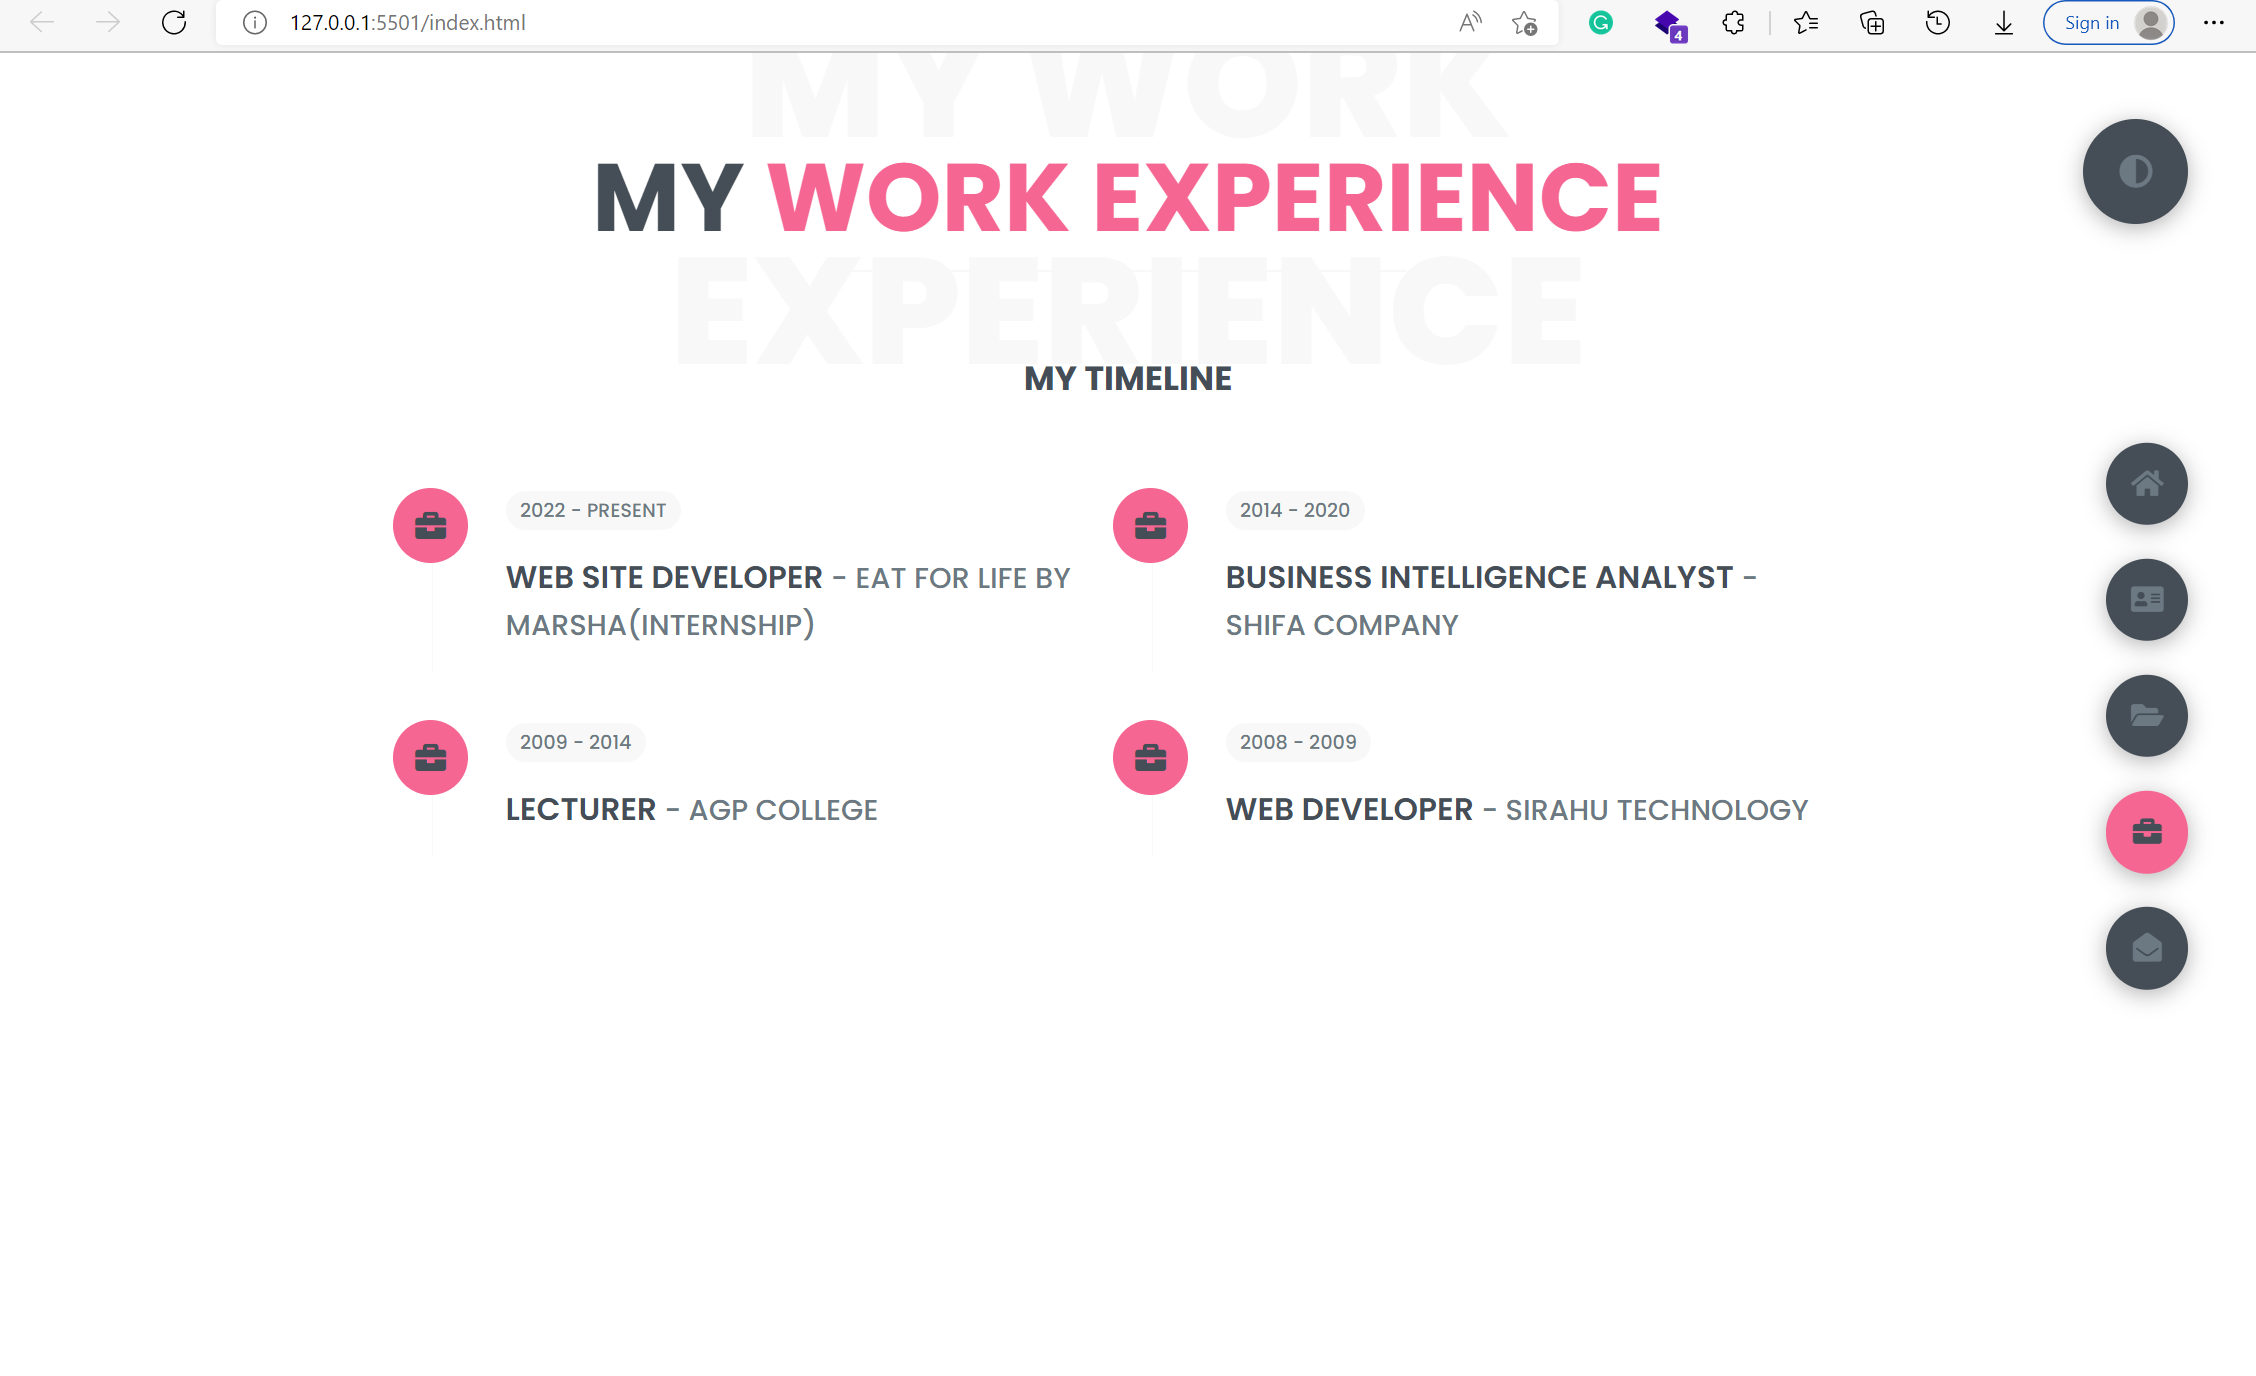 127.0.0.1:5501/index.html
4
Sign in
MY WORK
MY WORK EXPERIENCE
EXPERIENCE
MY TIMELINE
2022 - PRESENT
WEB SITE DEVELOPER - EAT FOR LIFE BY
MARSHA(INTERNSHIP)
2014 - 2020
BUSINESS INTELLIGENCE ANALYST -
SHIFA COMPANY
2009 - 2014
LECTURER - AGP COLLEGE
2008 - 2009
WEB DEVELOPER - SIRAHU TECHNOLOGY